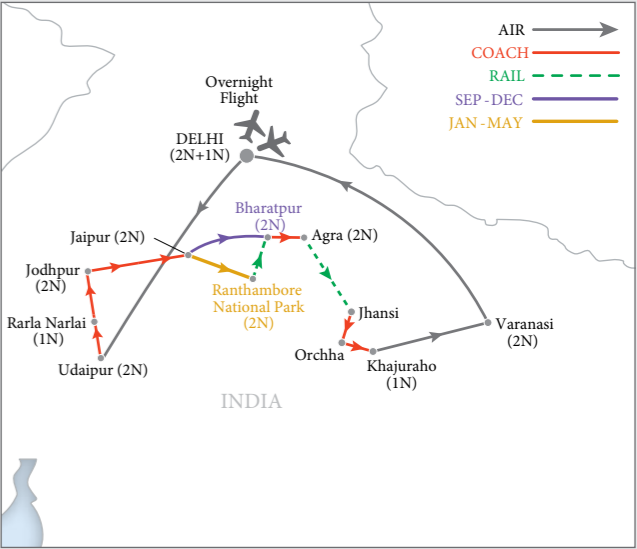 AIR
COACH
RAIL
SEP - DEC
JAN - MAY
Overnight
Flight
DELHI
(2N+1N)
Bharatpur
(2N)
Jaipur (2N)
Agra (2N)
Jodhpur
(2N)
Ranthambore
National Park
(2N)
Rarla Narlai
(1N)
Jhansi
Varanasi
(2N)
Orchha
Khajuraho
(1N)
Udaipur (2N)
INDIA